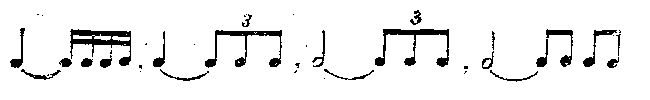 3 3
, , ,